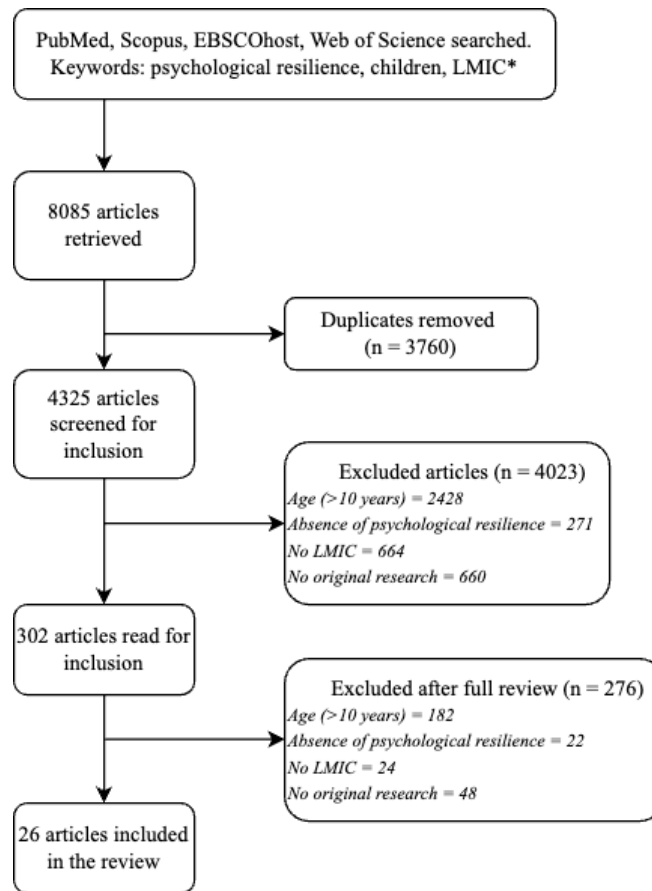 PubMed, Scopus, EBSCOhost, Web of Science searched.
Keywords: psychological resilience, children, LMIC*
8085 articles
retrieved
Duplicates removed
(n = 3760)
4325 articles
screened for
inclusion
Excluded articles (n = 4023)
Age (>10 years) = 2428
Absence of psychological resilience = 271
No LMIC = 664
No original research = 660
302 articles read for
inclusion
Excluded after full review (n = 276)
Age (>10 years) = 182
Absence of psychological resilience = 22
No LMIC = 24
No original research = 48
26 articles included
in the review